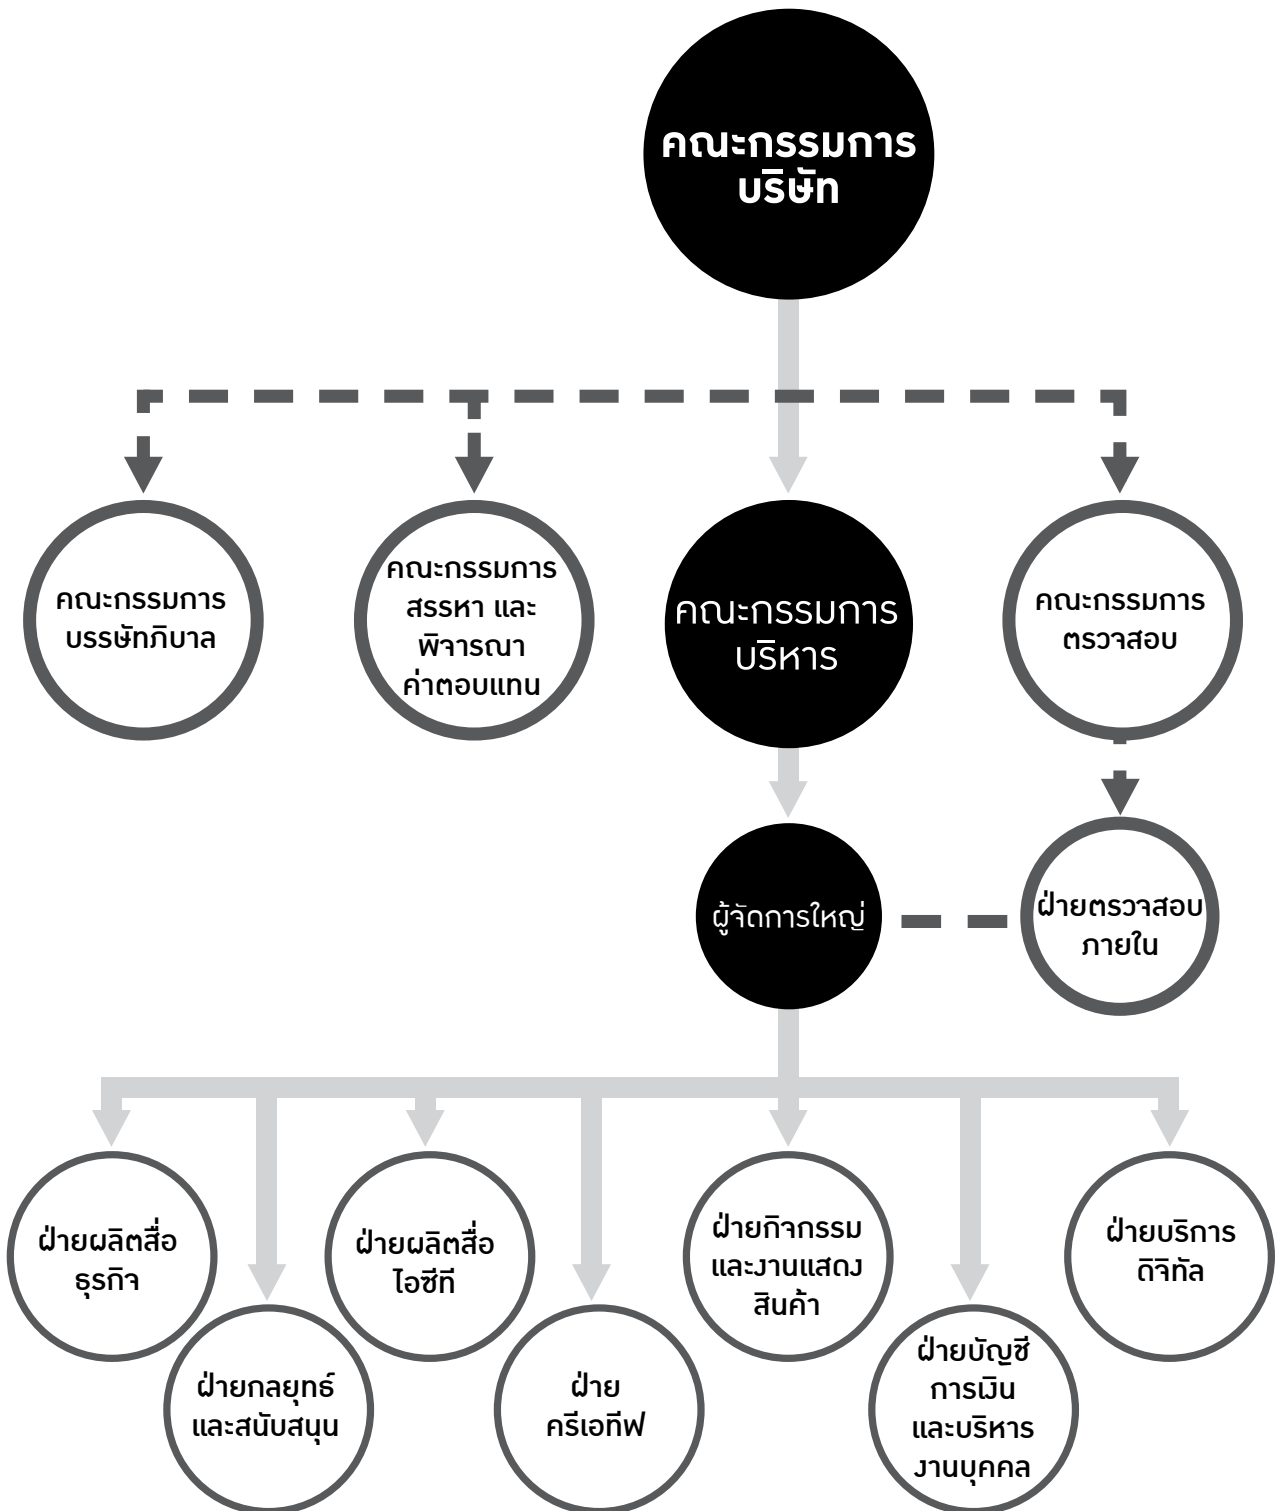 คณะกรรมการ
บริษัท
คณะกรรมการ
บรรษัทภิบาล
คณะกรรมการ
สรรหา และ
พิจารณา
ค่าตอบแทน
คณะกรรมการ
บริหาร
คณะกรรมการ
ตรวจสอบ
ผู้จัดการใหญ่
ฝ่ายตรวจสอบ
ภายใน
ฝ่ายผลิตสื่อ
ธุรกิจ
ฝ่ายกลยุทธ์
และสนับสนุน
ฝ่ายผลิตสื่อ
ไอซีที
ฝ่าย
ครีเอทีฟ
ฝ่ายกิจกรรม
และงานแสดง
สินค้า
ฝ่ายบัญชี
การเงิน
และบริหาร
งานบุคคล
ฝ่ายบริการ
ดิจิทัล